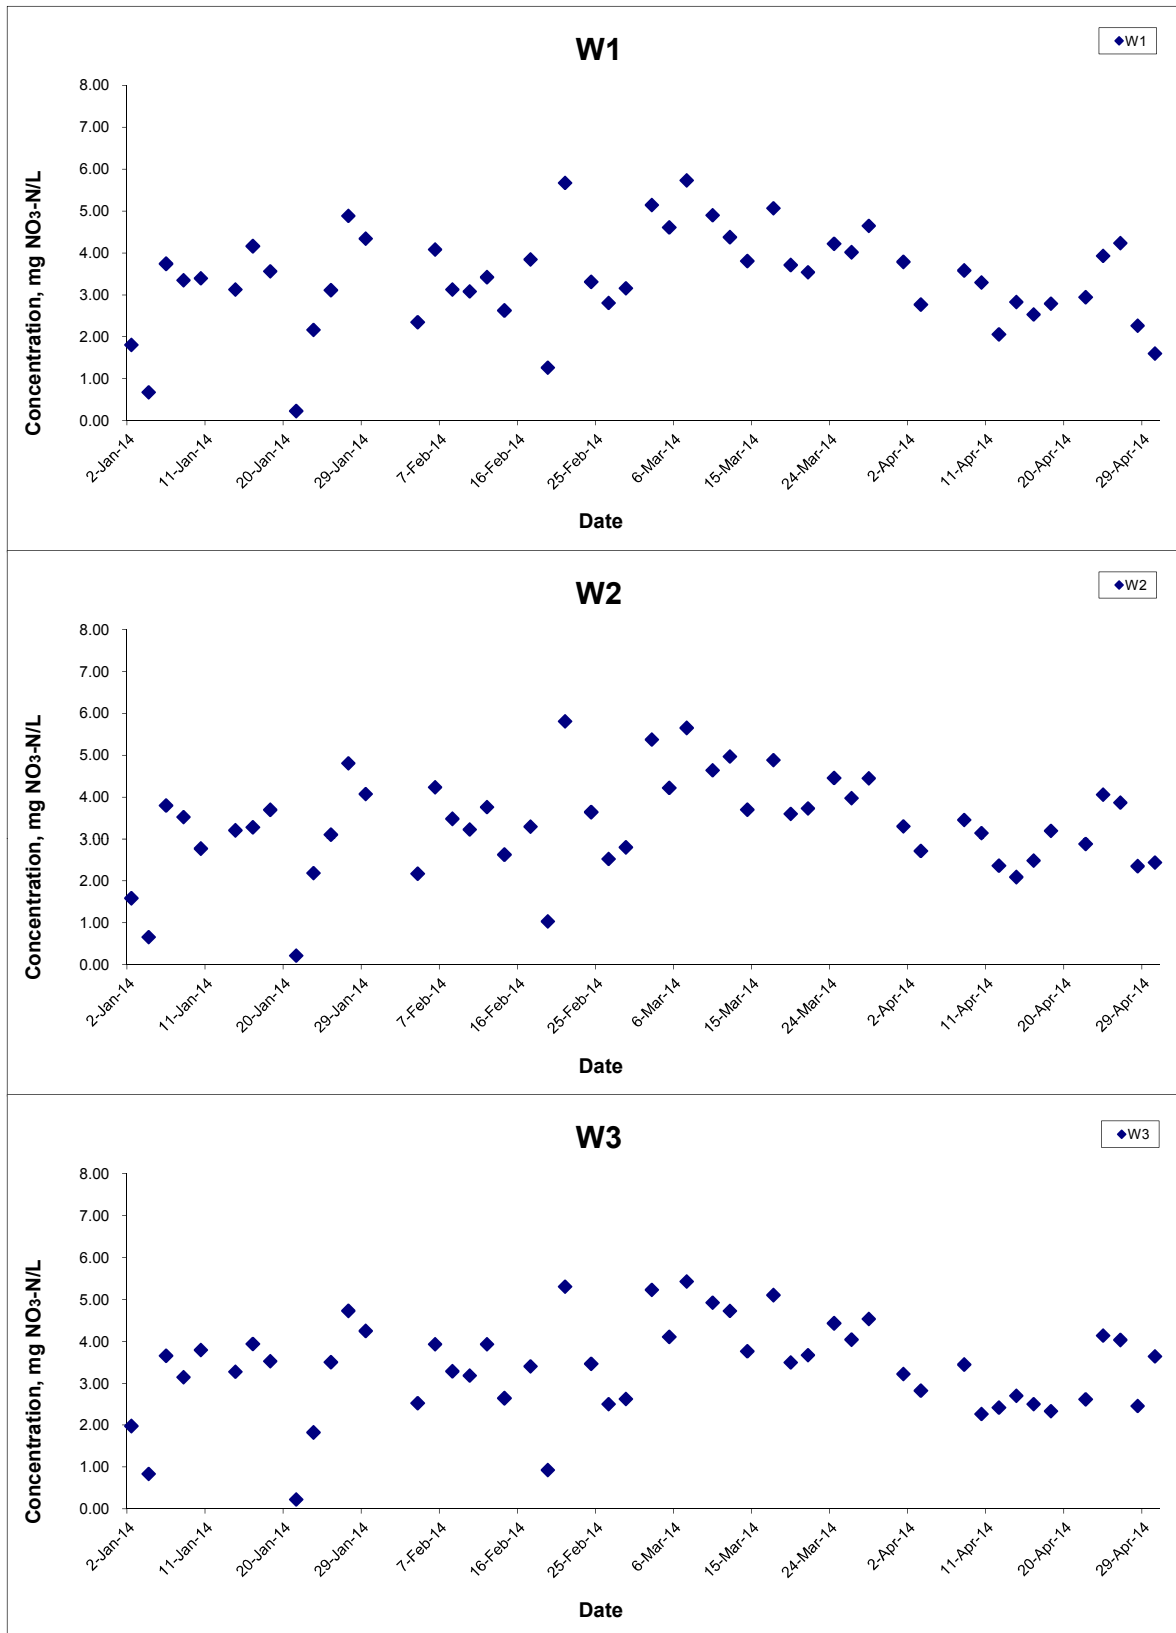 W1
W1
8.00
7.00
6.00
5.00
4.00
3.00
2.00
1.00
0.00
Concentration, mg NO3-N/L
2-Jan-14
11-Jan-14
20-Jan-14
29-Jan-14
7-Feb-14
16-Feb-14
25-Feb-14
6-Mar-14
15-Mar-14
24-Mar-14
2-Apr-14
11-Apr-14
20-Apr-14
29-Apr-14
Date
W2
W2
8.00
7.00
6.00
5.00
4.00
3.00
2.00
1.00
0.00
Concentration, mg NO3-N/L
2-Jan-14
11-Jan-14
20-Jan-14
29-Jan-14
7-Feb-14
16-Feb-14
25-Feb-14
6-Mar-14
15-Mar-14
24-Mar-14
2-Apr-14
11-Apr-14
20-Apr-14
29-Apr-14
Date
W3
W3
8.00
7.00
6.00
5.00
4.00
3.00
2.00
1.00
0.00
Concentration, mg NO3-N/L
2-Jan-14
11-Jan-14
20-Jan-14
29-Jan-14
7-Feb-14
16-Feb-14
25-Feb-14
6-Mar-14
15-Mar-14
24-Mar-14
2-Apr-14
11-Apr-14
20-Apr-14
29-Apr-14
Date